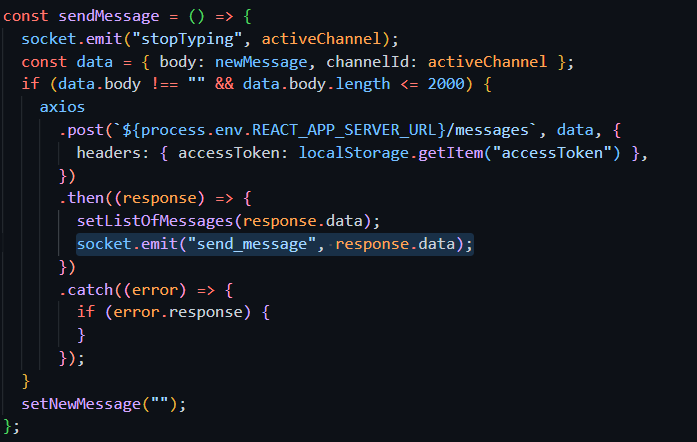 const sendMessage = () => {
  socket.emit("stopTyping", activeChannel);
  const data = { body: newMessage, channelId: activeChannel };
  if (data.body !== "" && data.body.length <= 2000) {
    axios
      .post(`${process.env.REACT_APP_SERVER_URL}/messages`, data, {
        headers: { accessToken: localStorage.getItem("accessToken") },
      })
      .then((response) => {
        setListOfMessages(response.data);
        socket.emit("send_message", response.data);
      })
      .catch((error) => {
        if (error.response) {
        }
      });
  }
  setNewMessage("");
};